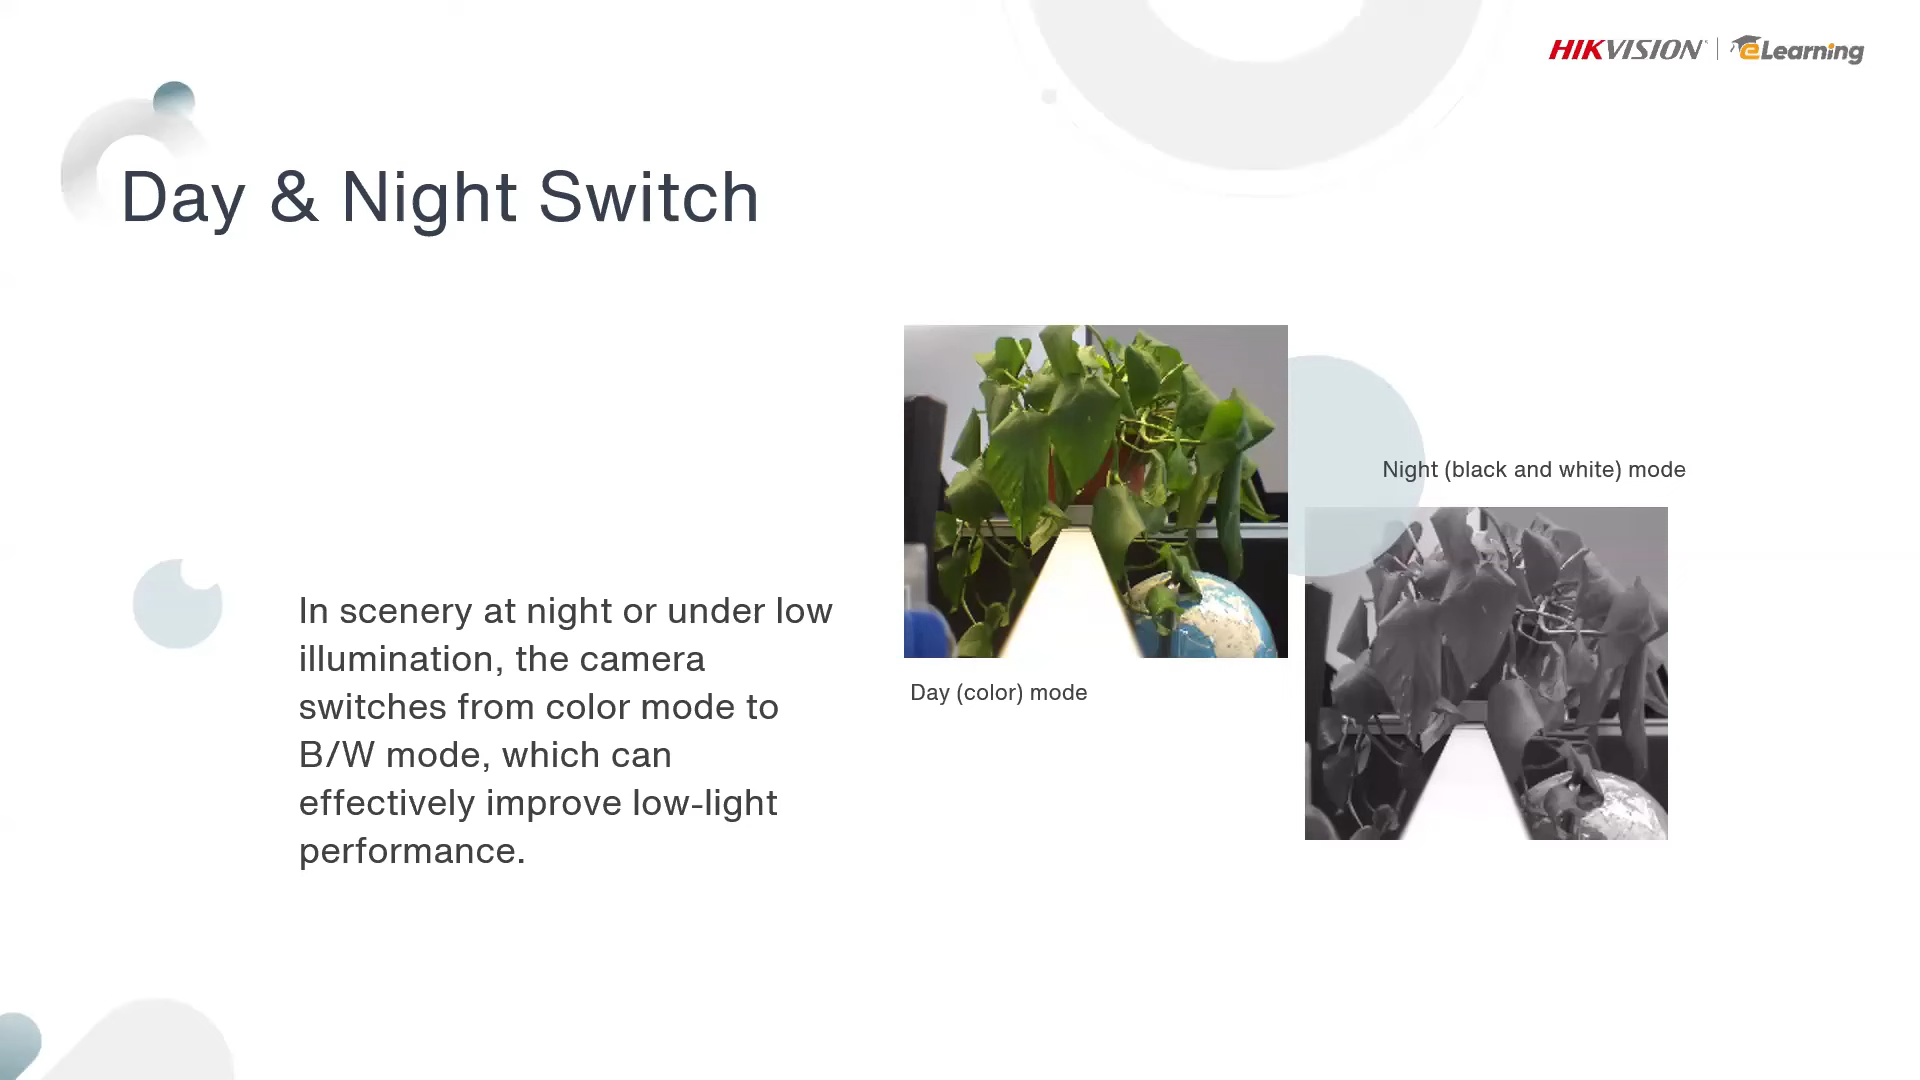 HIKVISION | eLearning
Day & Night Switch
Night (black and white) mode
In scenery at night or under low
illumination, the camera
switches from color mode to
B/W mode, which can
effectively improve low-light
performance.
Day (color) mode